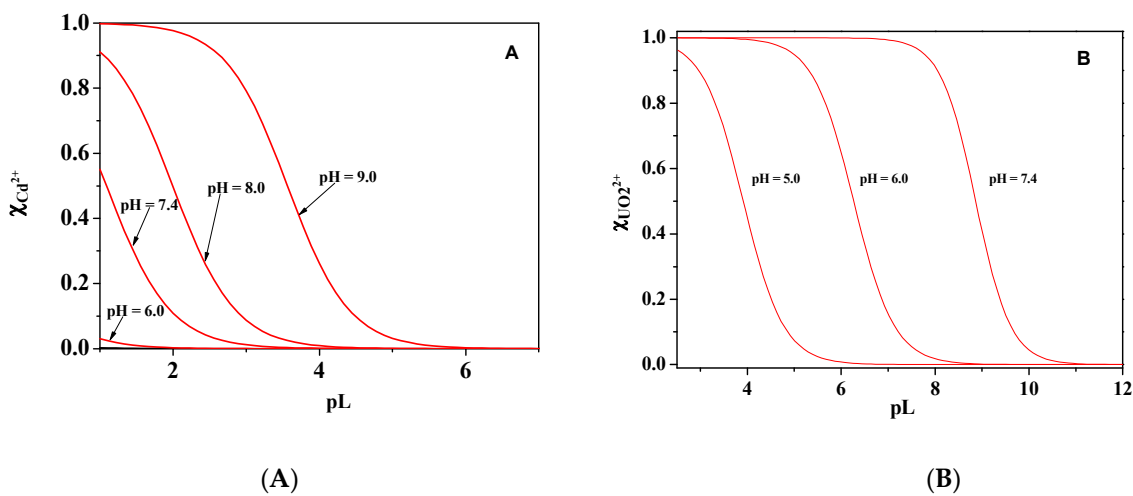 A
1.0
0.8
0.6
0.4
0.2
0.0
χCd²⁺
pH = 9.0
pH = 8.0
pH = 7.4
pH = 6.0
2
4
6
pL
(A)
B
1.0
0.8
0.6
0.4
0.2
0.0
χUO2²⁺
pH = 5.0
pH = 6.0
pH = 7.4
4
6
8
10
12
pL
(B)